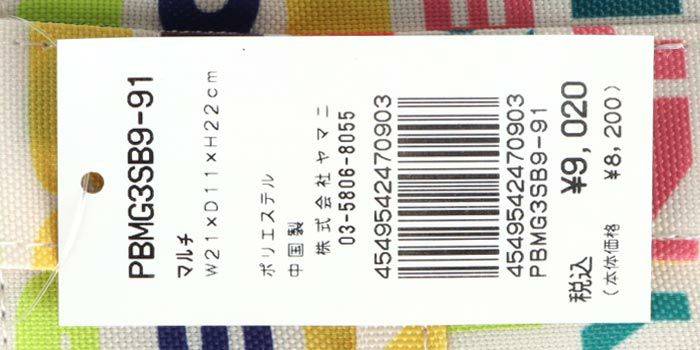 PBMG3SB9-91
マルチ
W21×D11×H22cm
ポリエステル
中国製
株式会社ヤマニ
03-5806-8055
4549542470903
4549542470903
PBMG3SB9-91
税込 ¥9,020
(本体価格 ¥8,200)